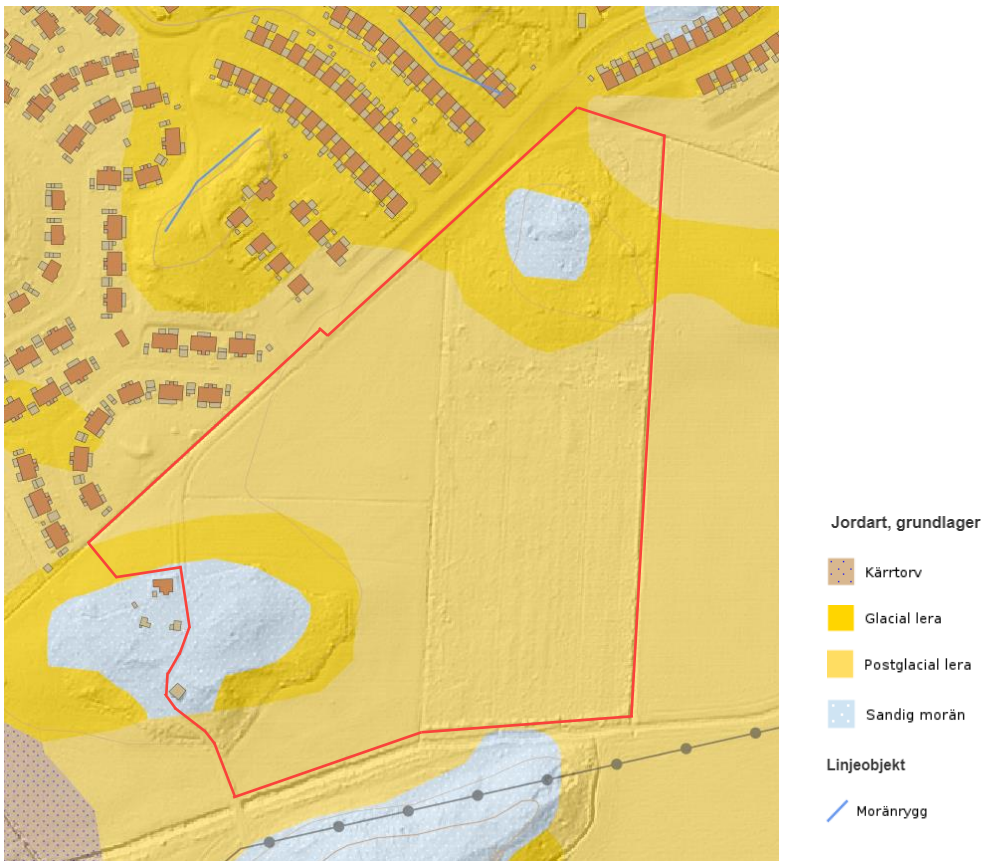 Jordart, grundlager
Kärrtorv
Glacial lera
Postglacial lera
Sandig morän
Linjeobjekt
Moränrygg